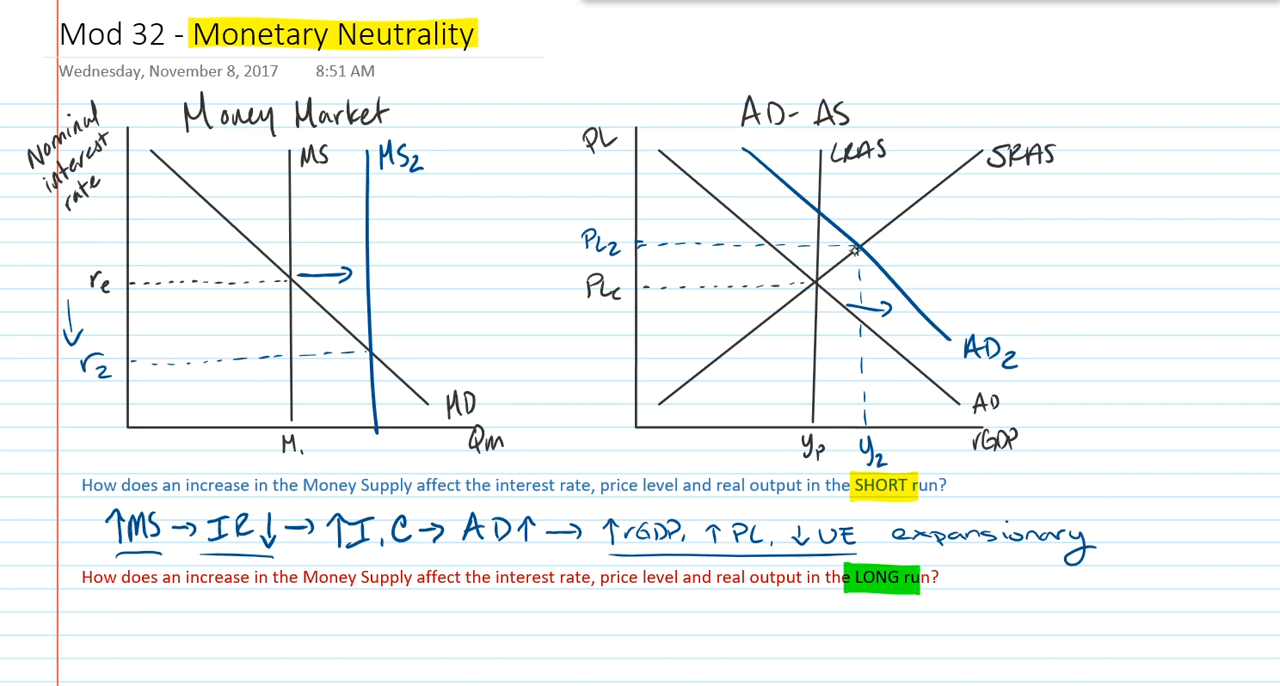 Mod 32 - Monetary Neutrality
Wednesday, November 8, 2017 8:51 AM
Money Market
Nominal
interest
rate
MS
MS₂
re
r₂
MD
M₁
Qm
AD-AS
PL
LRAS
SRAS
PL₂
PLe
AD₂
AD
yp
y₂
rGDP
How does an increase in the Money Supply affect the interest rate, price level and real output in the SHORT run?
↑MS → IR↓ → ↑I, C → AD↑ → ↑rGDP, ↑PL, ↓UE expansionary
How does an increase in the Money Supply affect the interest rate, price level and real output in the LONG run?